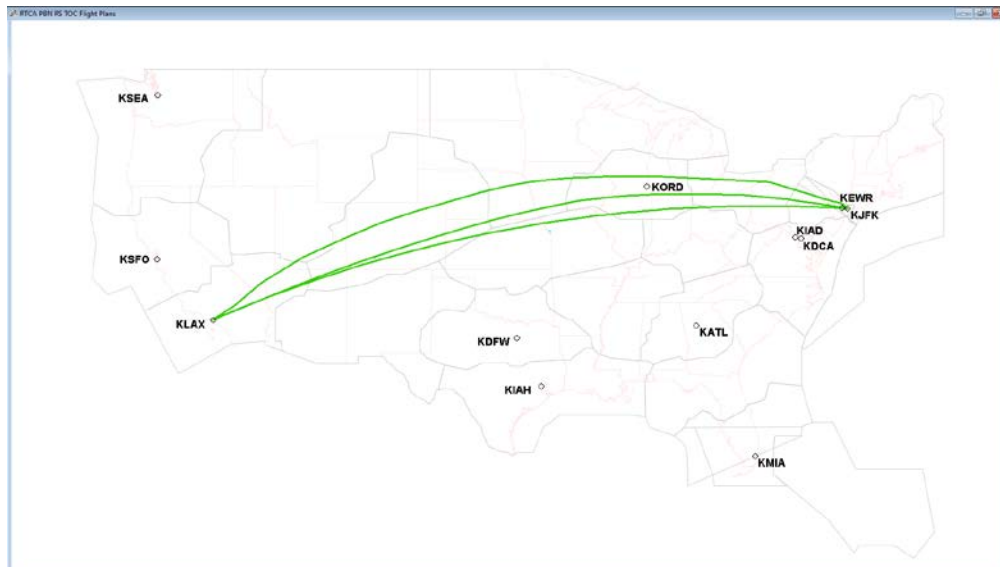 RTCA PBN RS TOC Flight Plans
KSEA
KORD
KEWR
KJFK
KIAD
KDCA
KSFO
KLAX
KATL
KDFW
KIAH
KMIA